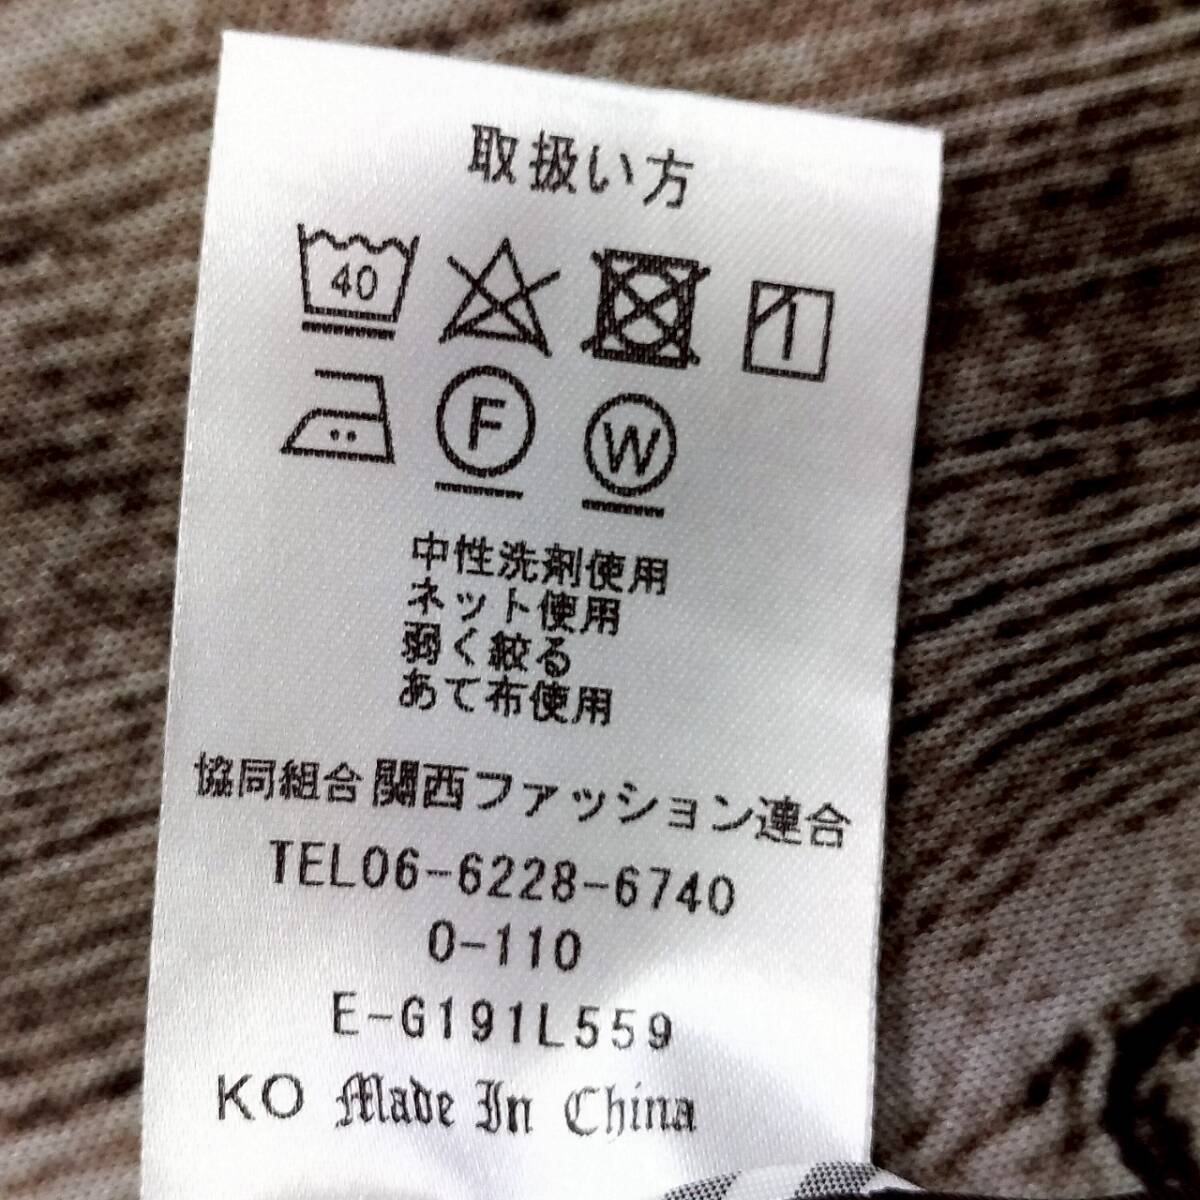 取扱い方
40
F W
中性洗剤使用
ネット使用
弱く絞る
あて布使用
協同組合関西ファッション連合
TEL06-6228-6740
0-110
E-G191L559
KO Made In China